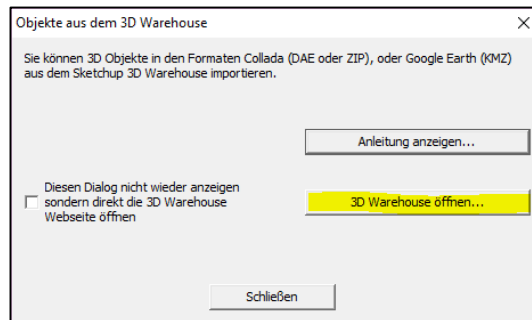 Objekte aus dem 3D Warehouse
Sie können 3D Objekte in den Formaten Collada (DAE oder ZIP), oder Google Earth (KMZ)
aus dem Sketchup 3D Warehouse importieren.
Anleitung anzeigen...
Diesen Dialog nicht wieder anzeigen
sondern direkt die 3D Warehouse
Webseite öffnen
3D Warehouse öffnen...
Schließen